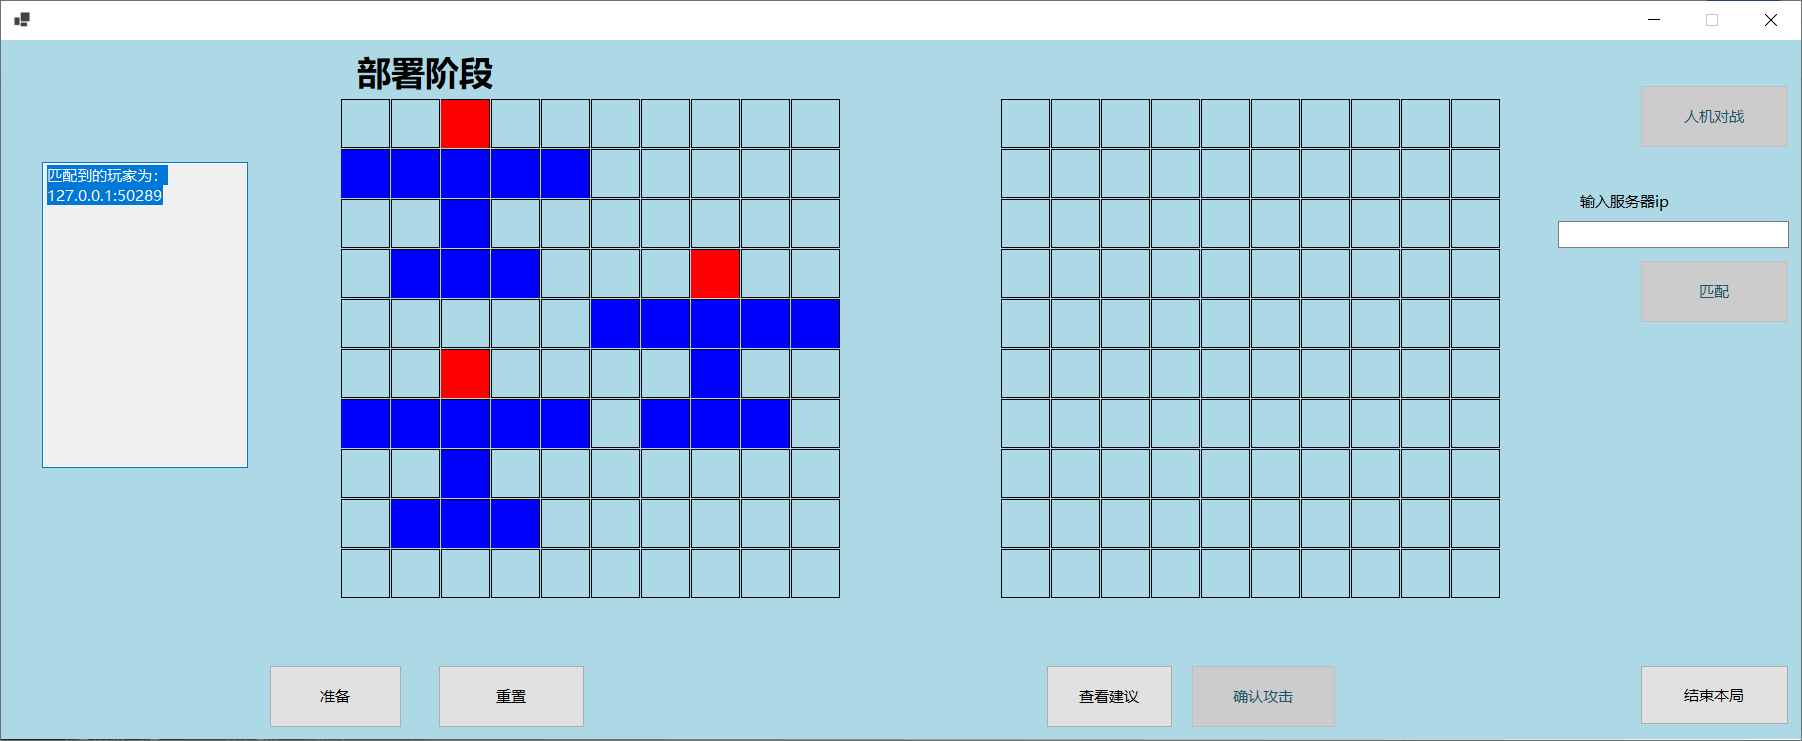 部署阶段
匹配到的玩家为：
127.0.0.1:50289
人机对战
输入服务器ip
匹配
准备
重置
查看建议
确认攻击
结束本局